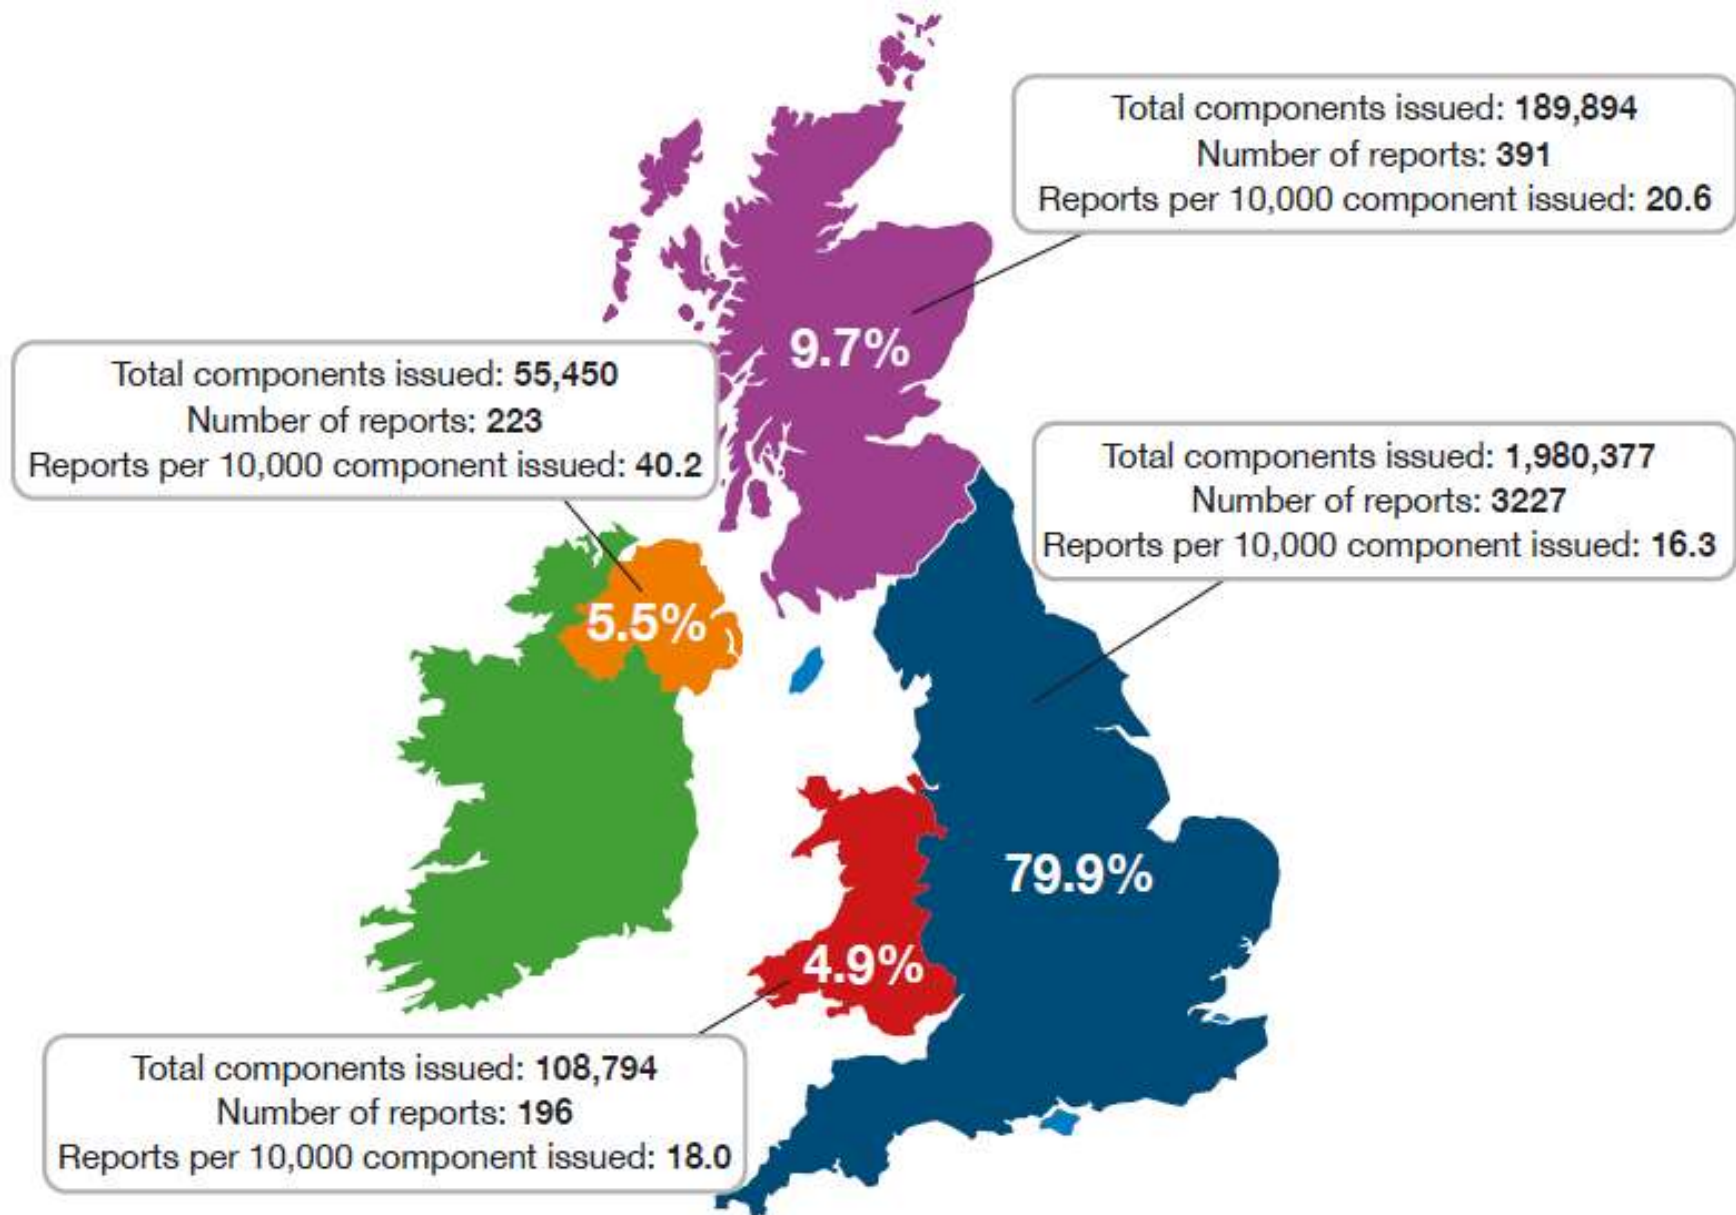 Total components issued: 189,894
Number of reports: 391
Reports per 10,000 component issued: 20.6
9.7%
Total components issued: 55,450
Number of reports: 223
Reports per 10,000 component issued: 40.2
Total components issued: 1,980,377
Number of reports: 3227
Reports per 10,000 component issued: 16.3
5.5%
79.9%
4.9%
Total components issued: 108,794
Number of reports: 196
Reports per 10,000 component issued: 18.0